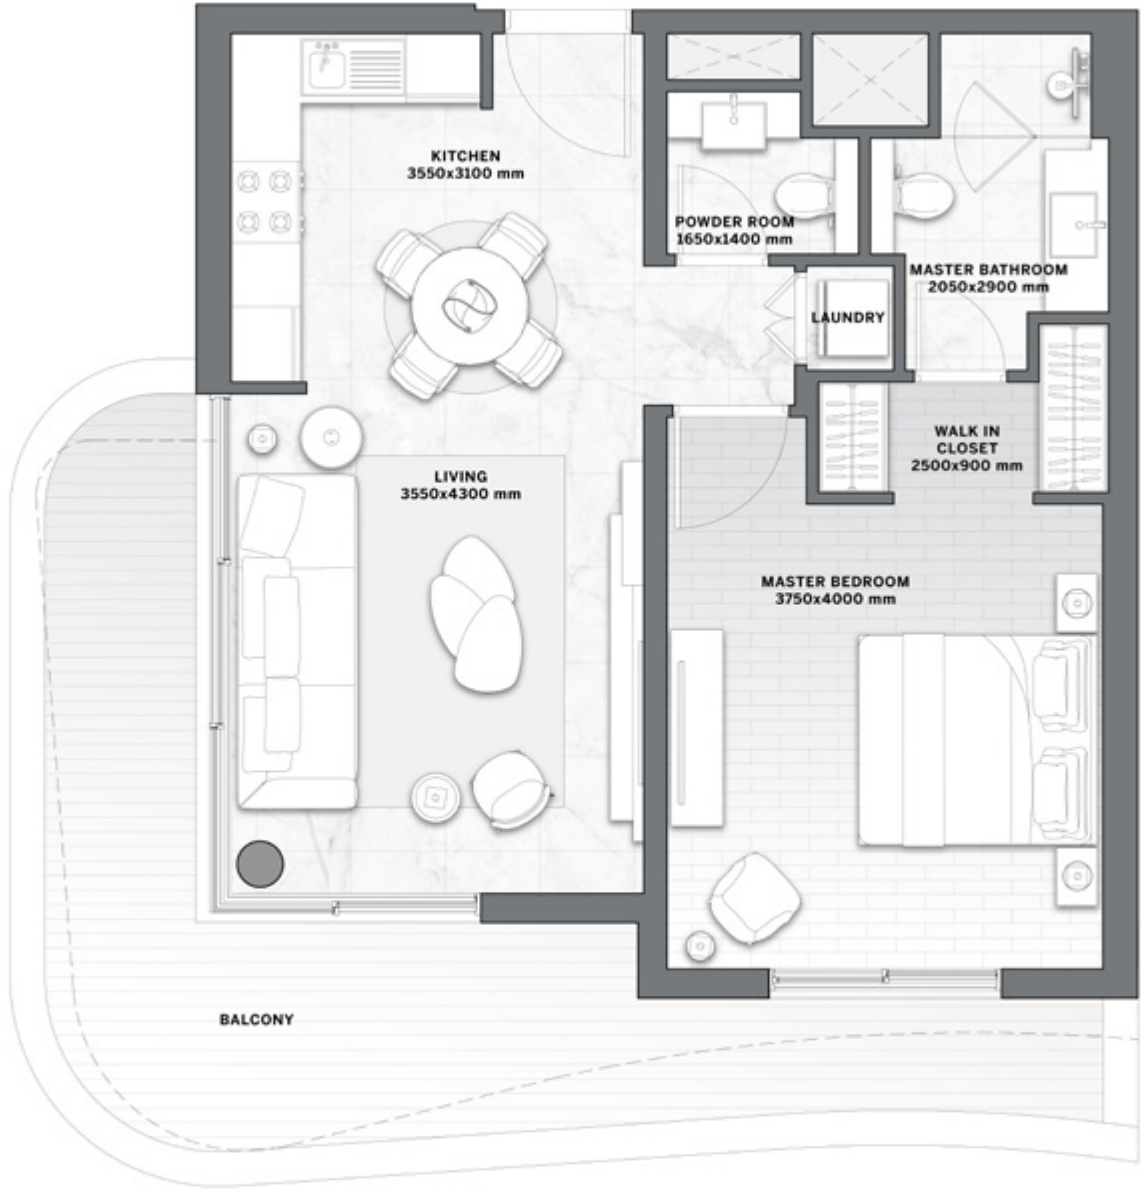 KITCHEN
3550x3100 mm
POWDER ROOM
1650x1400 mm
MASTER BATHROOM
2050x2900 mm
LAUNDRY
WALK IN
CLOSET
2500x900 mm
LIVING
3550x4300 mm
MASTER BEDROOM
3750x4000 mm
BALCONY